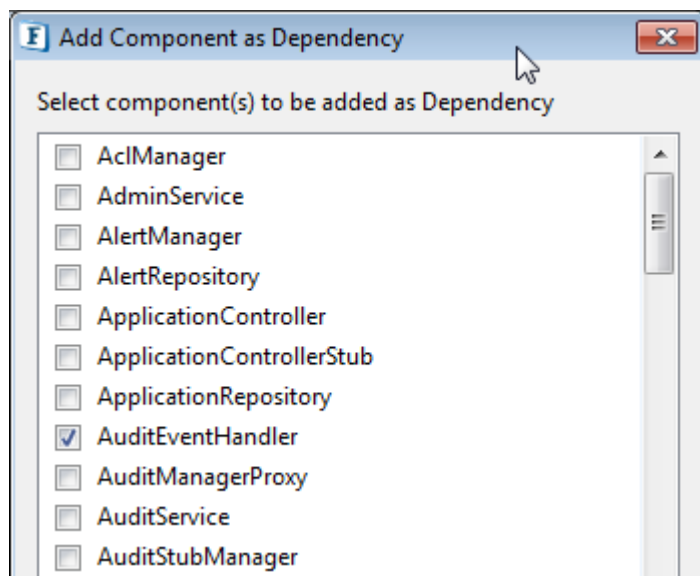 F Add Component as Dependency
Select component(s) to be added as Dependency
AclManager
AdminService
AlertManager
AlertRepository
ApplicationController
ApplicationControllerStub
ApplicationRepository
AuditEventHandler
AuditManagerProxy
AuditService
AuditStubManager